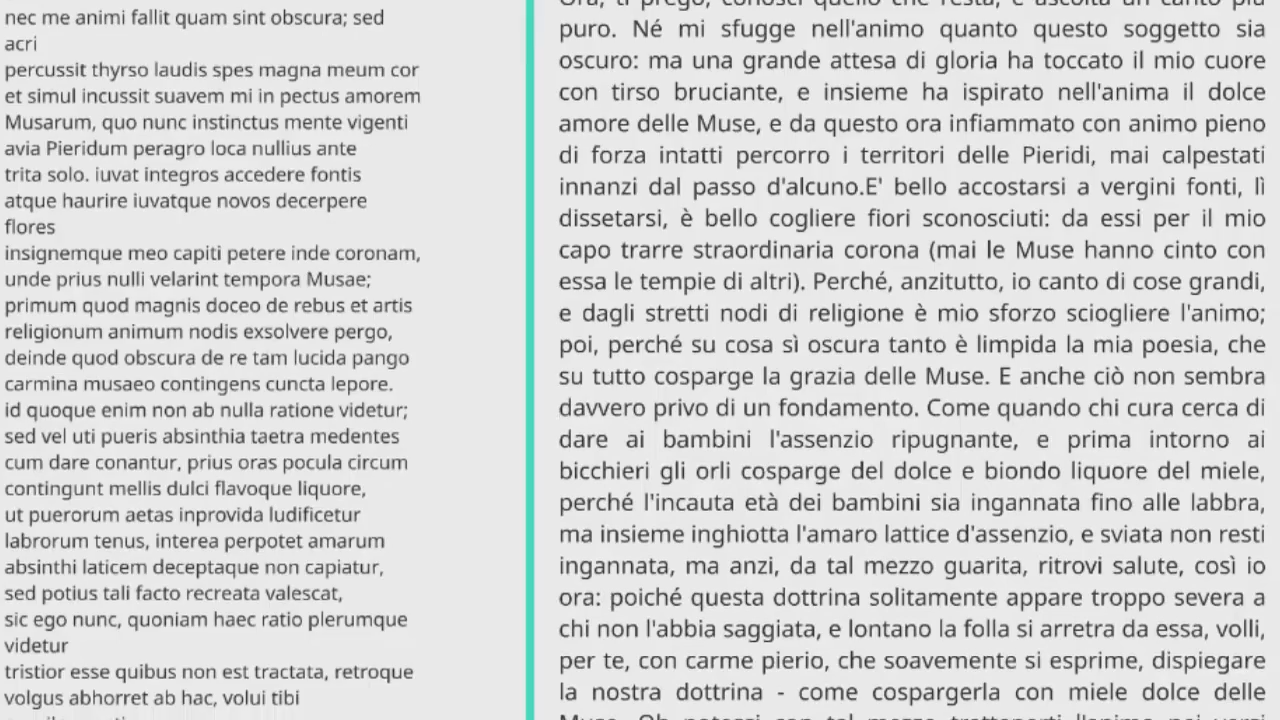 nec me animi fallit quam sint obscura; sed
acri
percussit thyrso laudis spes magna meum cor
et simul incussit suavem mi in pectus amorem
Musarum, quo nunc instinctus mente vigenti
avia Pieridum peragro loca nullius ante
trita solo. iuvat integros accedere fontis
atque haurire iuvatque novos decerpere
flores
insignemque meo capiti petere inde coronam,
unde prius nulli velarint tempora Musae;
primum quod magnis doceo de rebus et artis
religionum animum nodis exsolvere pergo,
deinde quod obscura de re tam lucida pango
carmina musaeo contingens cuncta lepore.
id quoque enim non ab nulla ratione videtur;
sed vel uti pueris absinthia taetra medentes
cum dare conantur, prius oras pocula circum
contingunt mellis dulci flavoque liquore,
ut puerorum aetas inprovida ludificetur
labrorum tenus, interea perpotet amarum
absinthi laticem deceptaque non capiatur,
sed potius tali facto recreata valescat,
sic ego nunc, quoniam haec ratio plerumque
videtur
tristior esse quibus non est tractata, retroque
volgus abhorret ab hac, volui tibi
Ora, ti prego, conosci quello che resta, e ascolta un canto più
puro. Né mi sfugge nell'animo quanto questo soggetto sia
oscuro: ma una grande attesa di gloria ha toccato il mio cuore
con tirso bruciante, e insieme ha ispirato nell'anima il dolce
amore delle Muse, e da questo ora infiammato con animo pieno
di forza intatti percorro i territori delle Pieridi, mai calpestati
innanzi dal passo d'alcuno.E' bello accostarsi a vergini fonti, lì
dissetarsi, è bello cogliere fiori sconosciuti: da essi per il mio
capo trarre straordinaria corona (mai le Muse hanno cinto con
essa le tempie di altri). Perché, anzitutto, io canto di cose grandi,
e dagli stretti nodi di religione è mio sforzo sciogliere l'animo;
poi, perché su cosa sì oscura tanto è limpida la mia poesia, che
su tutto cosparge la grazia delle Muse. E anche ciò non sembra
davvero privo di un fondamento. Come quando chi cura cerca di
dare ai bambini l'assenzio ripugnante, e prima intorno ai
bicchieri gli orli cosparge del dolce e biondo liquore del miele,
perché l'incauta età dei bambini sia ingannata fino alle labbra,
ma insieme inghiotta l'amaro lattice d'assenzio, e sviata non resti
ingannata, ma anzi, da tal mezzo guarita, ritrovi salute, così io
ora: poiché questa dottrina solitamente appare troppo severa a
chi non l'abbia saggiata, e lontano la folla si arretra da essa, volli,
per te, con carme pierio, che soavemente si esprime, dispiegare
la nostra dottrina - come cospargerla con miele dolce delle